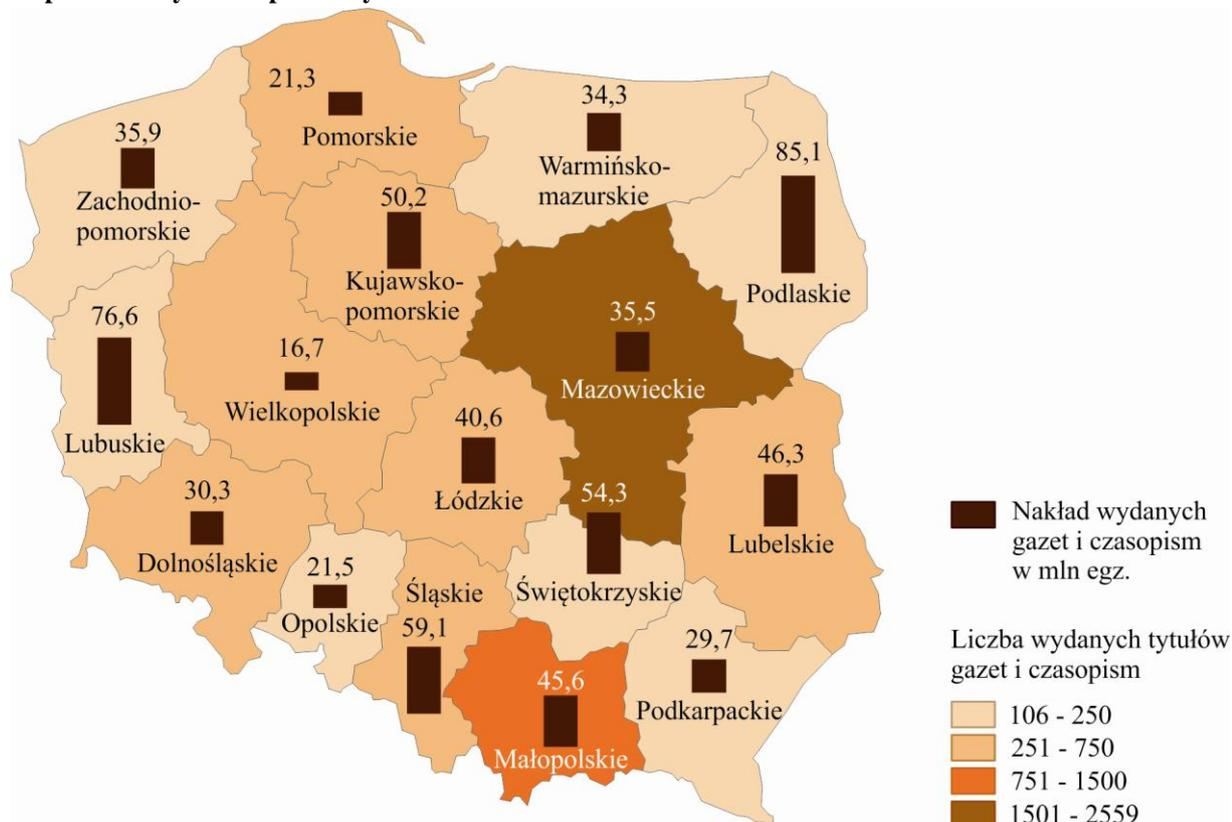 21,3
Pomorskie
34,3
Warmińsko-
mazurskie
35,9
Zachodnio-
pomorskie
85,1
Podlaskie
50,2
Kujawsko-
pomorskie
76,6
Lubuskie
16,7
Wielkopolskie
35,5
Mazowieckie
40,6
Łódzkie
46,3
Lubelskie
30,3
Dolnośląskie
54,3
Świętokrzyskie
21,5
Opolskie
Śląskie
59,1
45,6
Małopolskie
29,7
Podkarpackie
Nakład wydanych
gazet i czasopism
w mln egz.
Liczba wydanych tytułów
gazet i czasopism
106 - 250
251 - 750
751 - 1500
1501 - 2559